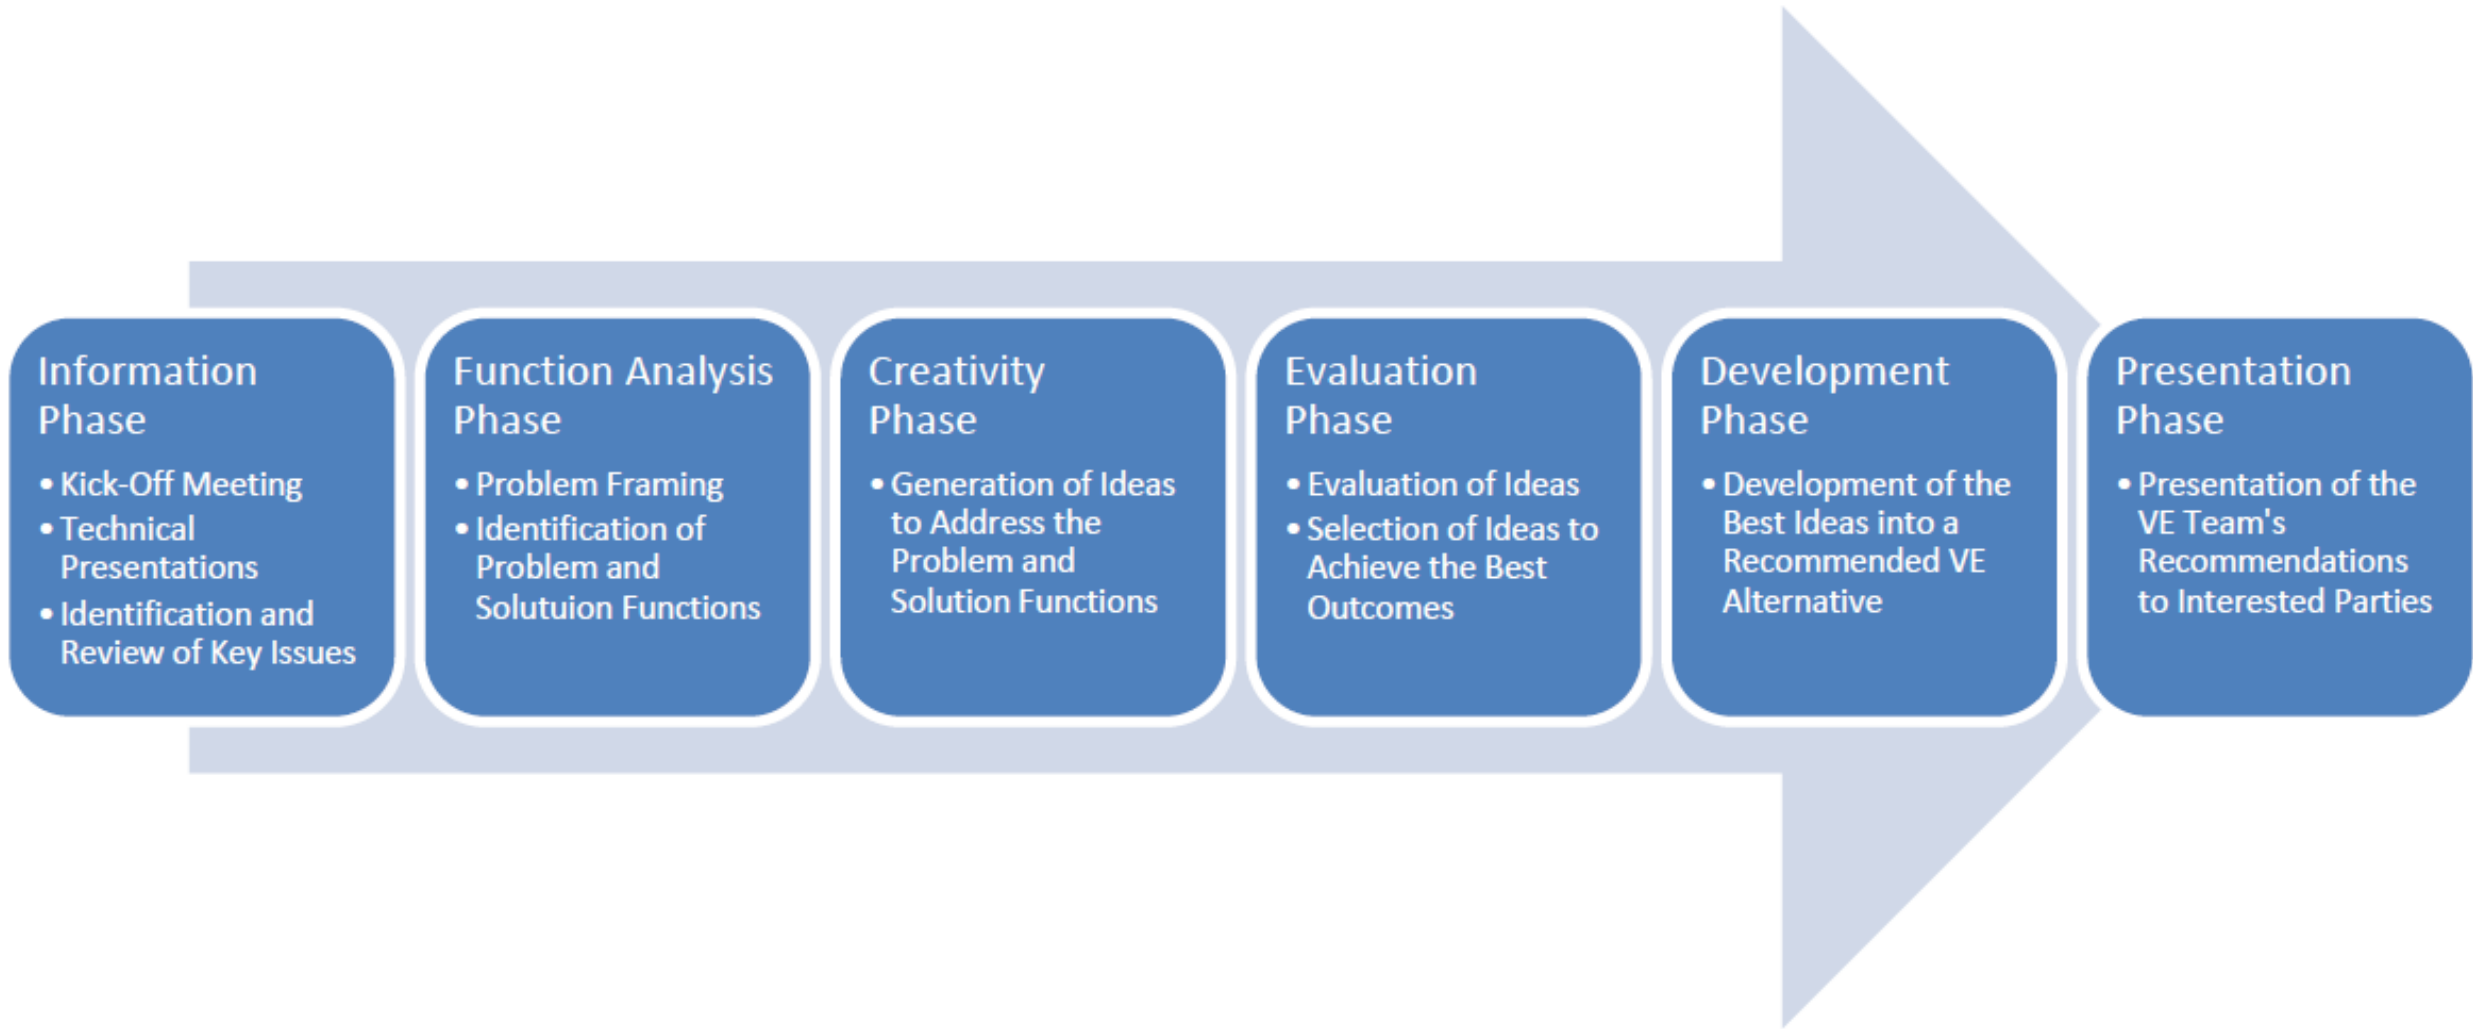 Information
Phase
• Kick-Off Meeting
• Technical
Presentations
• Identification and
Review of Key Issues
Function Analysis
Phase
• Problem Framing
• Identification of
Problem and
Solutuion Functions
Creativity
Phase
• Generation of Ideas
to Address the
Problem and
Solution Functions
Evaluation
Phase
• Evaluation of Ideas
• Selection of Ideas to
Achieve the Best
Outcomes
Development
Phase
• Development of the
Best Ideas into a
Recommended VE
Alternative
Presentation
Phase
• Presentation of the
VE Team's
Recommendations
to Interested Parties